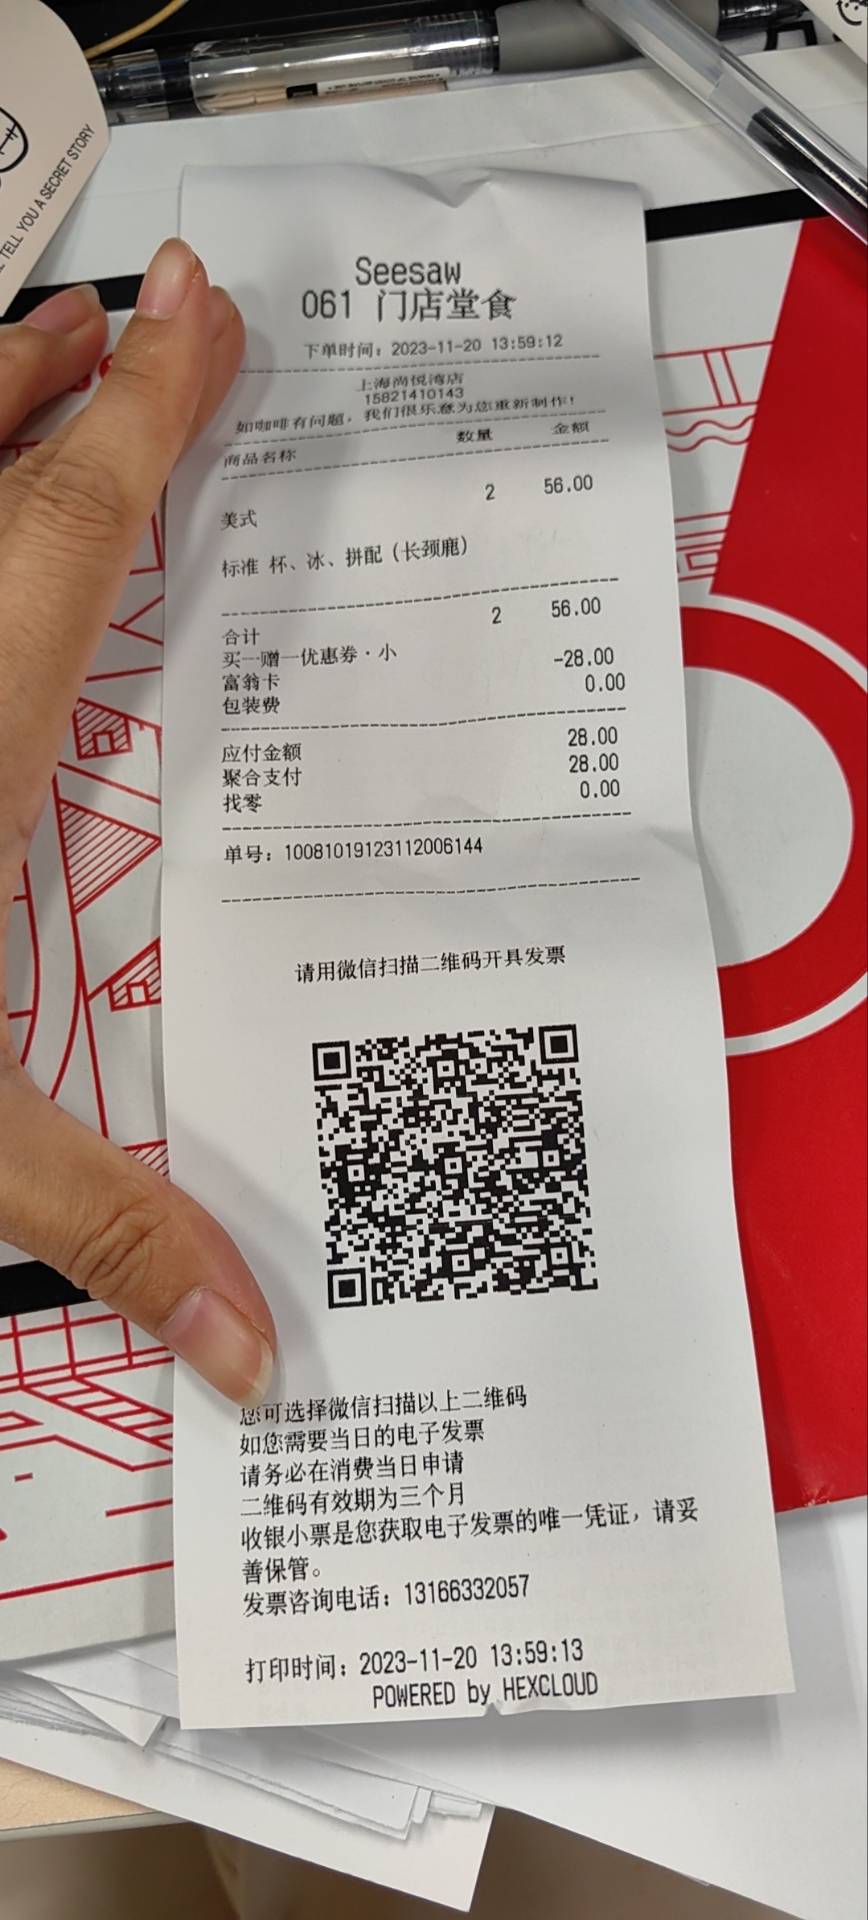 TELL YOU A SECRET STORY
Seesaw
061 门店堂食
下单时间：2023-11-20 13:59:12
上海尚悦湾店
15821410143
如咖啡有问题，我们很乐意为您重新制作！
商品名称 数量 金额
美式 2 56.00
标准 杯、冰、拼配（长颈鹿）
合计 2 56.00
买一赠一优惠券·小 -28.00
富翁卡
包装费 0.00
应付金额 28.00
聚合支付 28.00
找零 0.00
单号：10081019123112006144
请用微信扫描二维码开具发票
您可选择微信扫描以上二维码
如您需要当日的电子发票
请务必在消费当日申请
二维码有效期为三个月
收银小票是您获取电子发票的唯一凭证，请妥
善保管。
发票咨询电话：13166332057
打印时间：2023-11-20 13:59:13
POWERED by HEXCLOUD